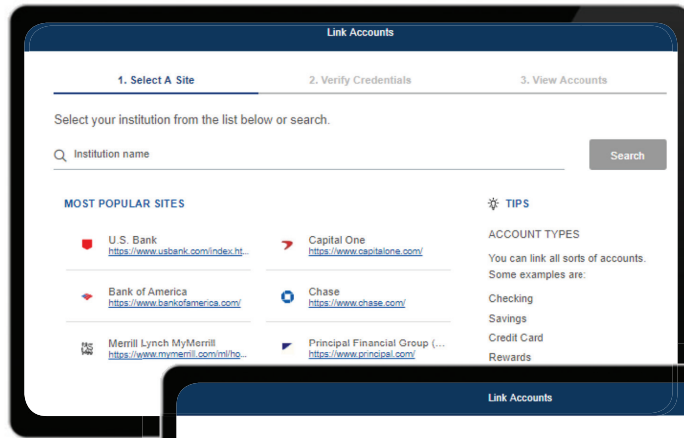 Link Accounts
1. Select A Site
2. Verify Credentials
3. View Accounts
Select your institution from the list below or search.
Institution name
Search
MOST POPULAR SITES
U.S. Bank
https://www.usbank.com/index.ht...
Capital One
https://www.capitalone.com/
Bank of America
https://www.bankofamerica.com/
Chase
https://www.chase.com/
Merrill Lynch MyMerrill
https://www.mymerrill.com/ml/ho...
Principal Financial Group (...
https://www.principal.com/
TIPS
ACCOUNT TYPES
You can link all sorts of accounts.
Some examples are:
Checking
Savings
Credit Card
Rewards
Link Accounts